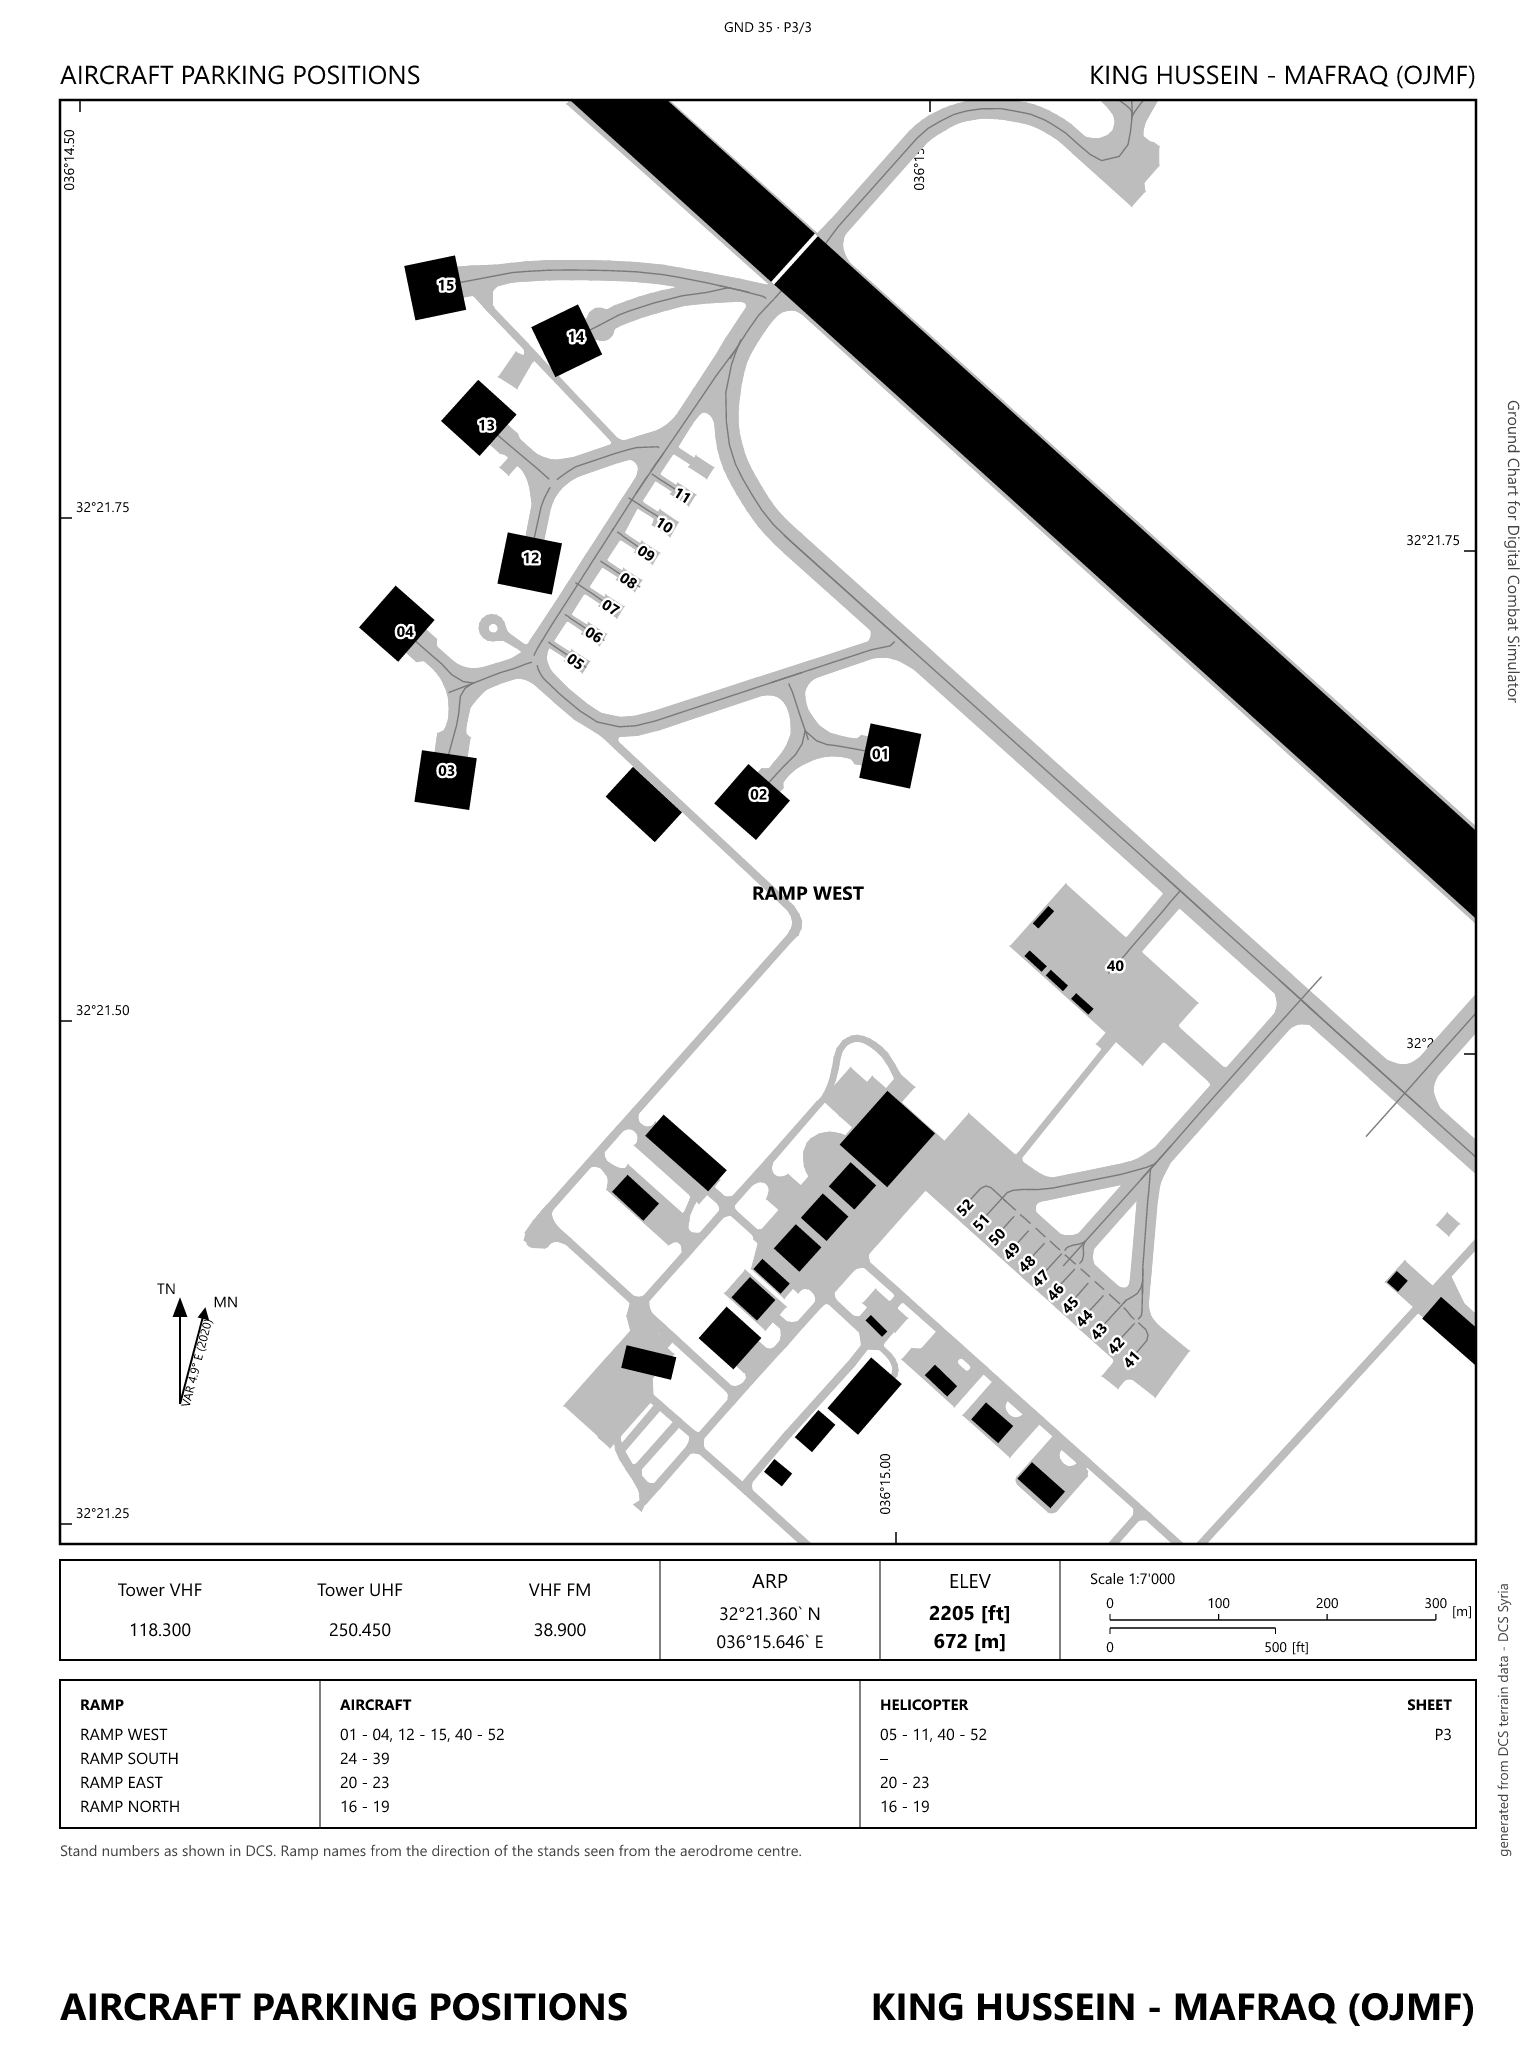 GND 35 · P3/3
AIRCRAFT PARKING POSITIONS
KING HUSSEIN - MAFRAQ (OJMF)
036°14.50
036°15
15
14
13
11
32°21.75
10
32°21.75
09
12
08
07
04
06
05
01
03
02
RAMP WEST
40
32°21.50
32°2
52
51
50
49
48
47
46
45
44
43
42
41
TN
MN
VAR 4.9° E (2020)
036°15.00
32°21.25
Ground Chart for Digital Combat Simulator
Tower VHF
118.300
Tower UHF
250.450
VHF FM
38.900
ARP
32°21.360` N
036°15.646` E
ELEV
2205 [ft]
672 [m]
Scale 1:7'000
0 100 200 300 [m]
0 500 [ft]
RAMP AIRCRAFT HELICOPTER SHEET
RAMP WEST 01 - 04, 12 - 15, 40 - 52 05 - 11, 40 - 52 P3
RAMP SOUTH 24 - 39 –
RAMP EAST 20 - 23 20 - 23
RAMP NORTH 16 - 19 16 - 19
generated from DCS terrain data - DCS Syria
Stand numbers as shown in DCS. Ramp names from the direction of the stands seen from the aerodrome centre.
AIRCRAFT PARKING POSITIONS
KING HUSSEIN - MAFRAQ (OJMF)